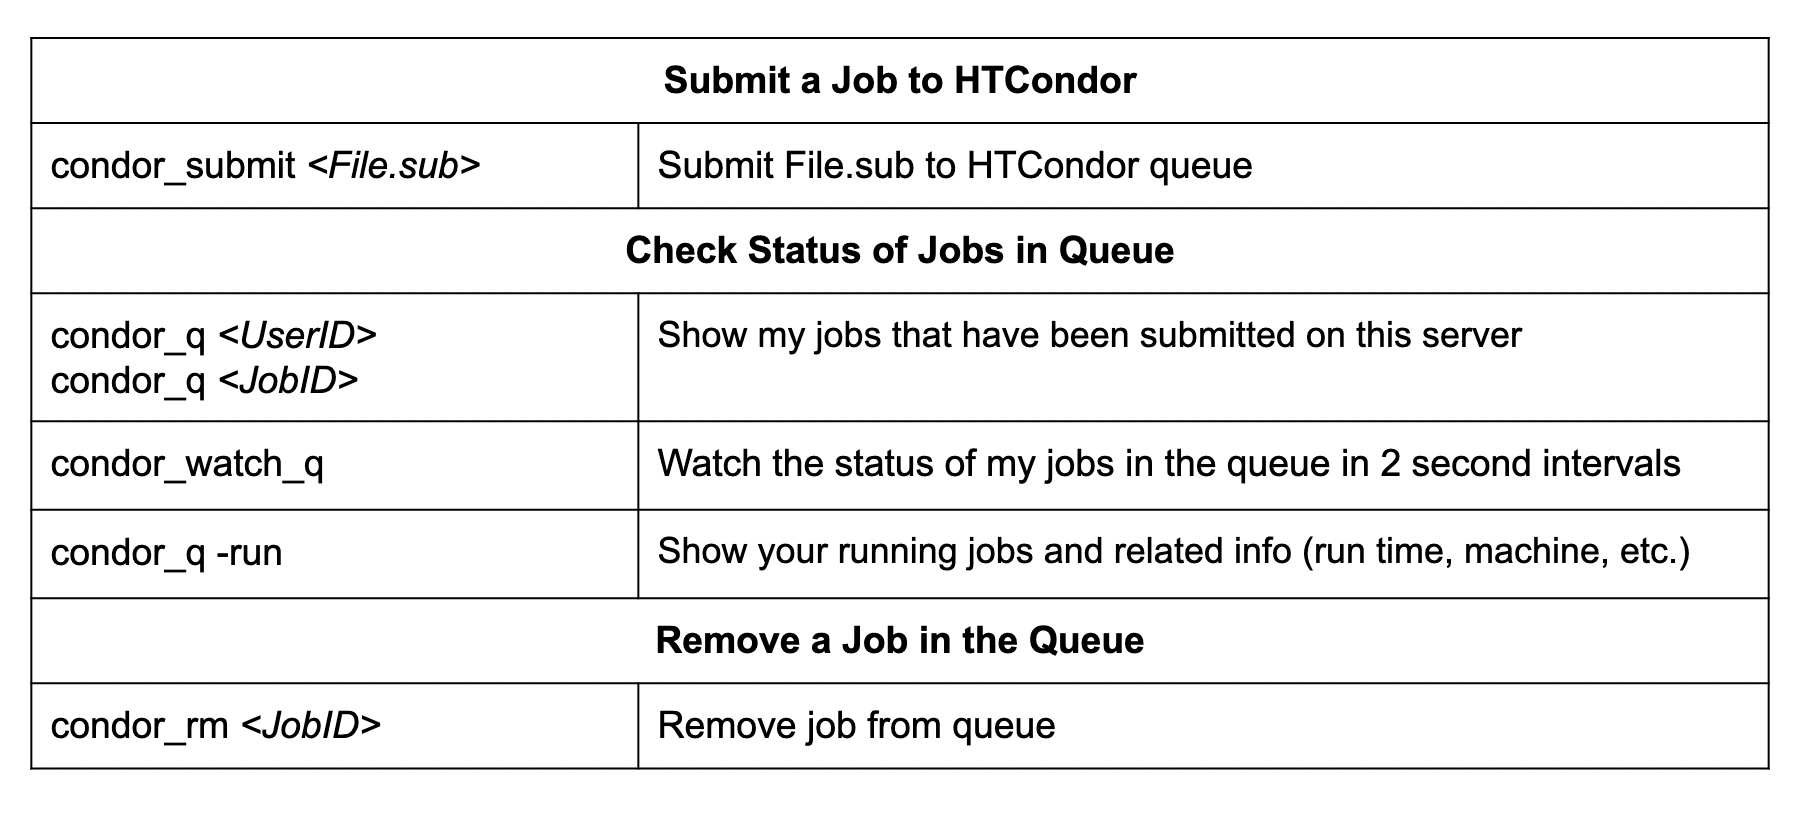 Submit a Job to HTCondor
condor_submit <File.sub>
Submit File.sub to HTCondor queue
Check Status of Jobs in Queue
condor_q <UserID>
condor_q <JobID>
Show my jobs that have been submitted on this server
condor_watch_q
Watch the status of my jobs in the queue in 2 second intervals
condor_q -run
Show your running jobs and related info (run time, machine, etc.)
Remove a Job in the Queue
condor_rm <JobID>
Remove job from queue